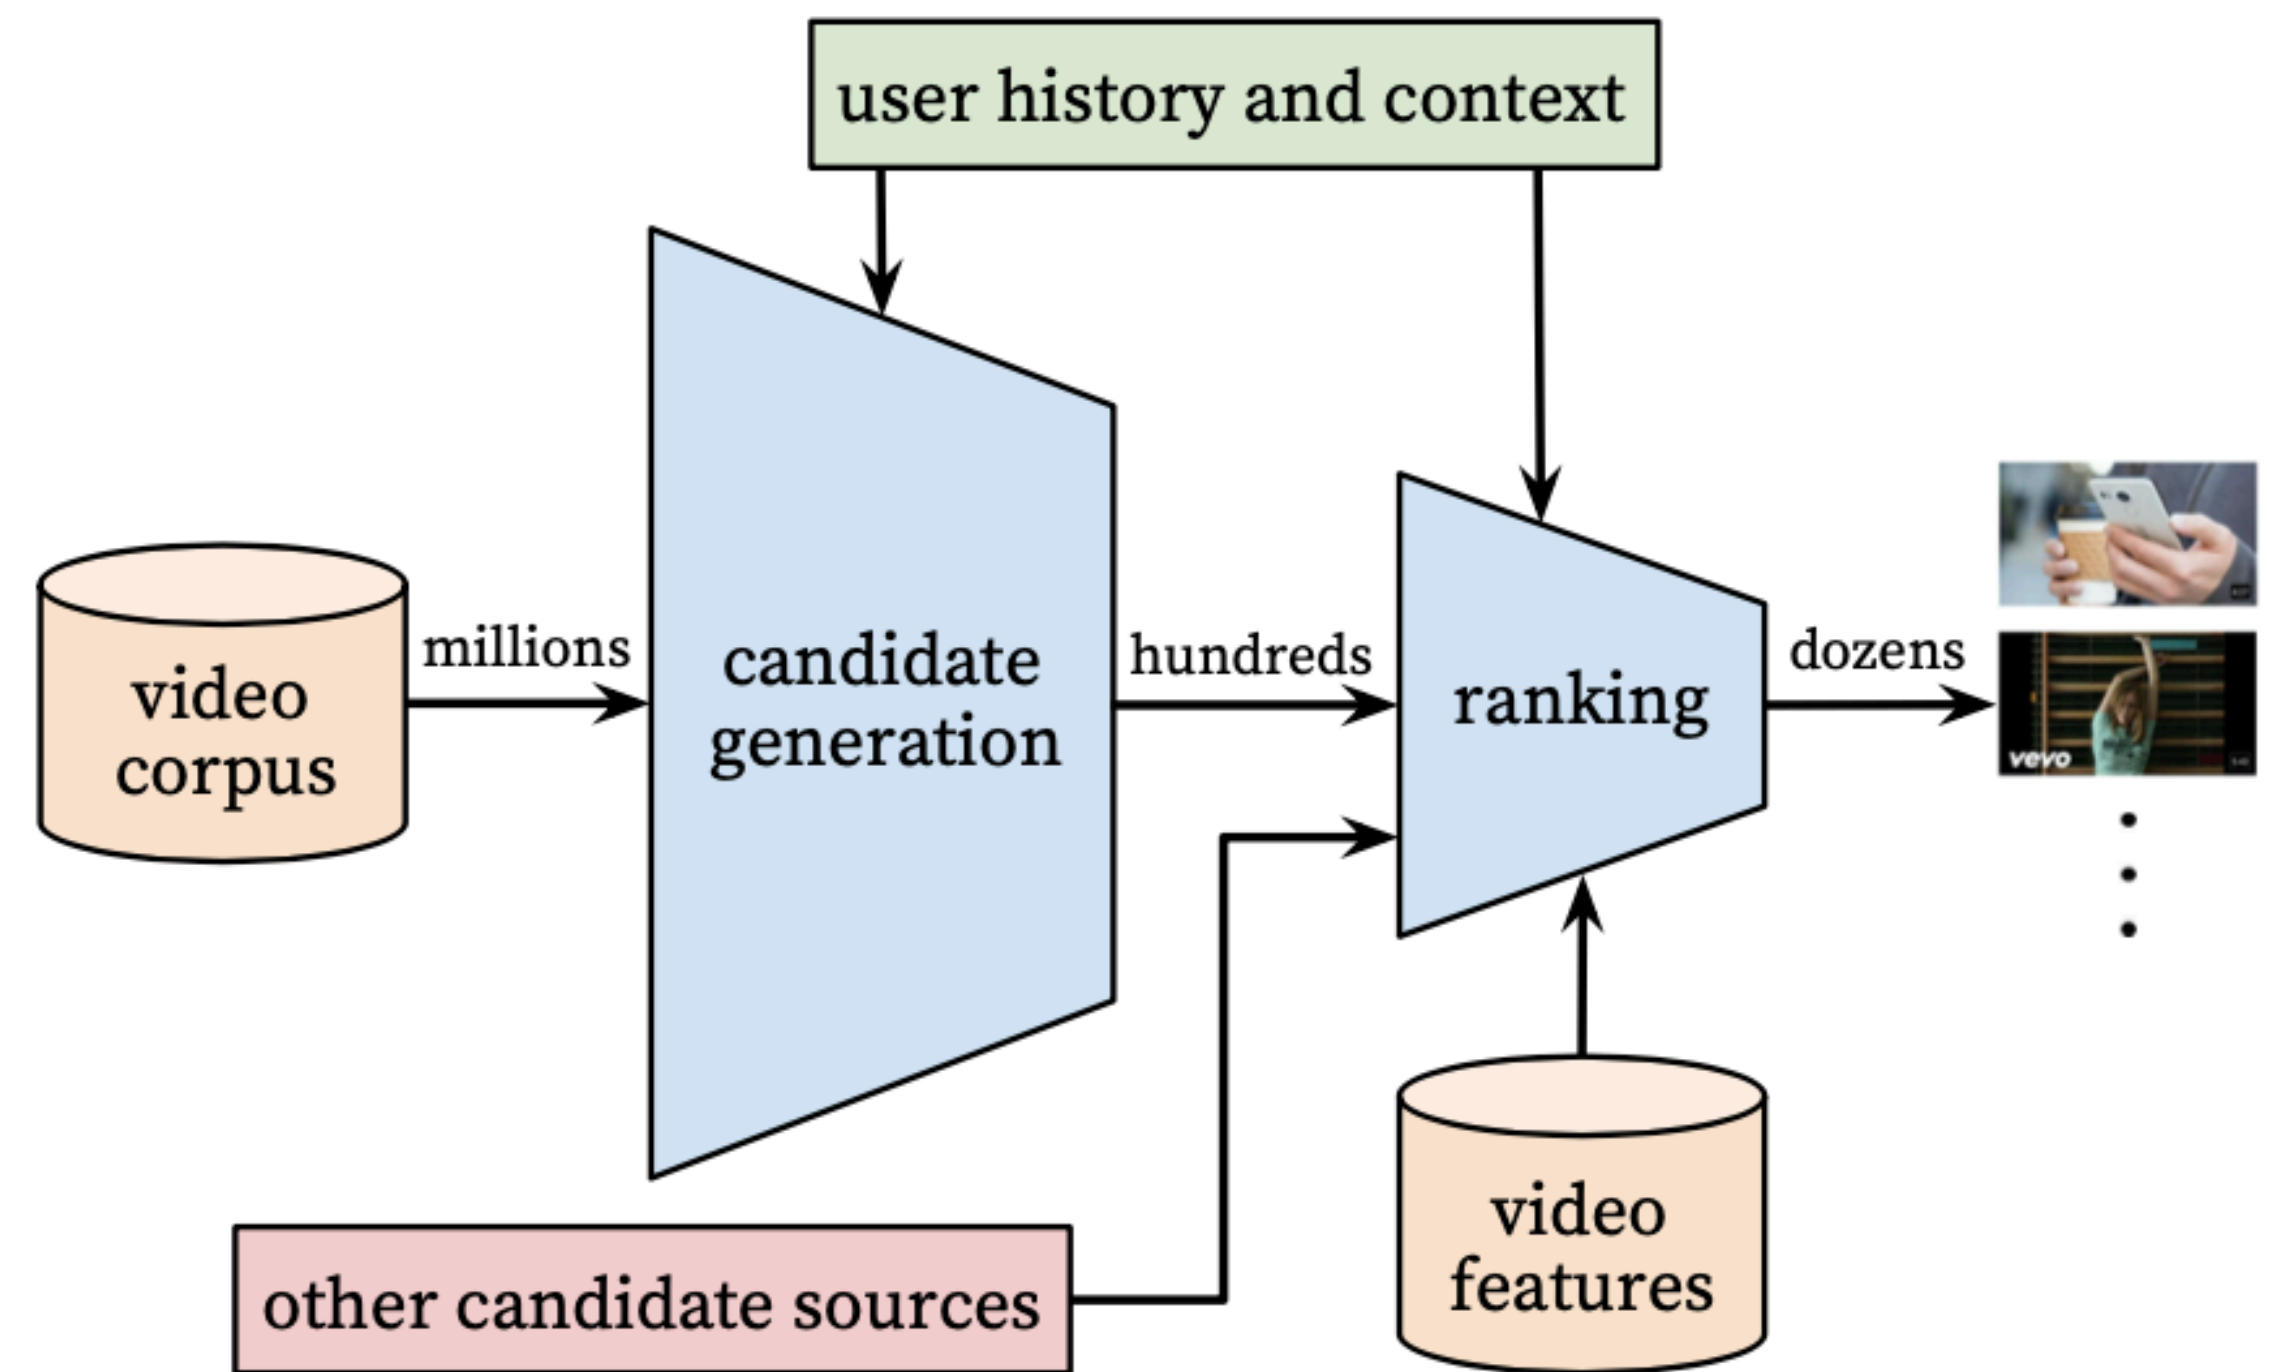 user history and context
millions
video
corpus
candidate
generation
hundreds
ranking
dozens
vevo
other candidate sources
video
features